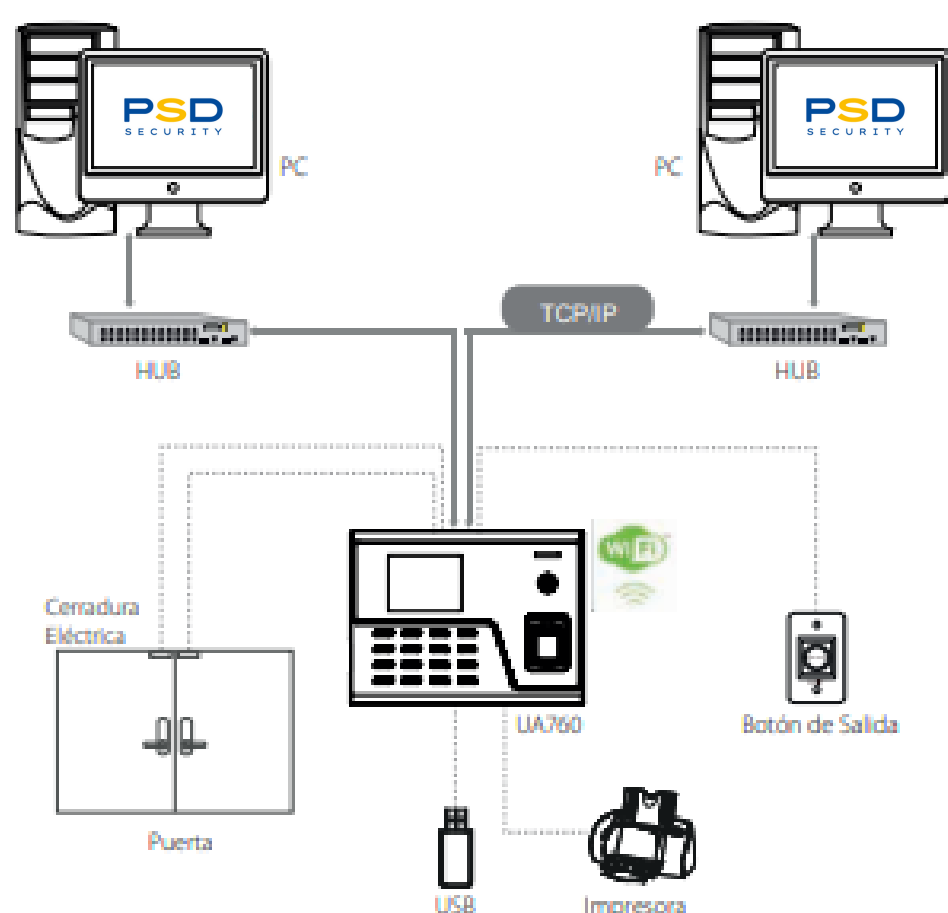 PSD
SECURITY
PC
PSD
SECURITY
PC
TCP/IP
HUB
HUB
WiFi
Cerradura
Eléctrica
UA760
Botón de Salida
Puerta
USB
Impresora